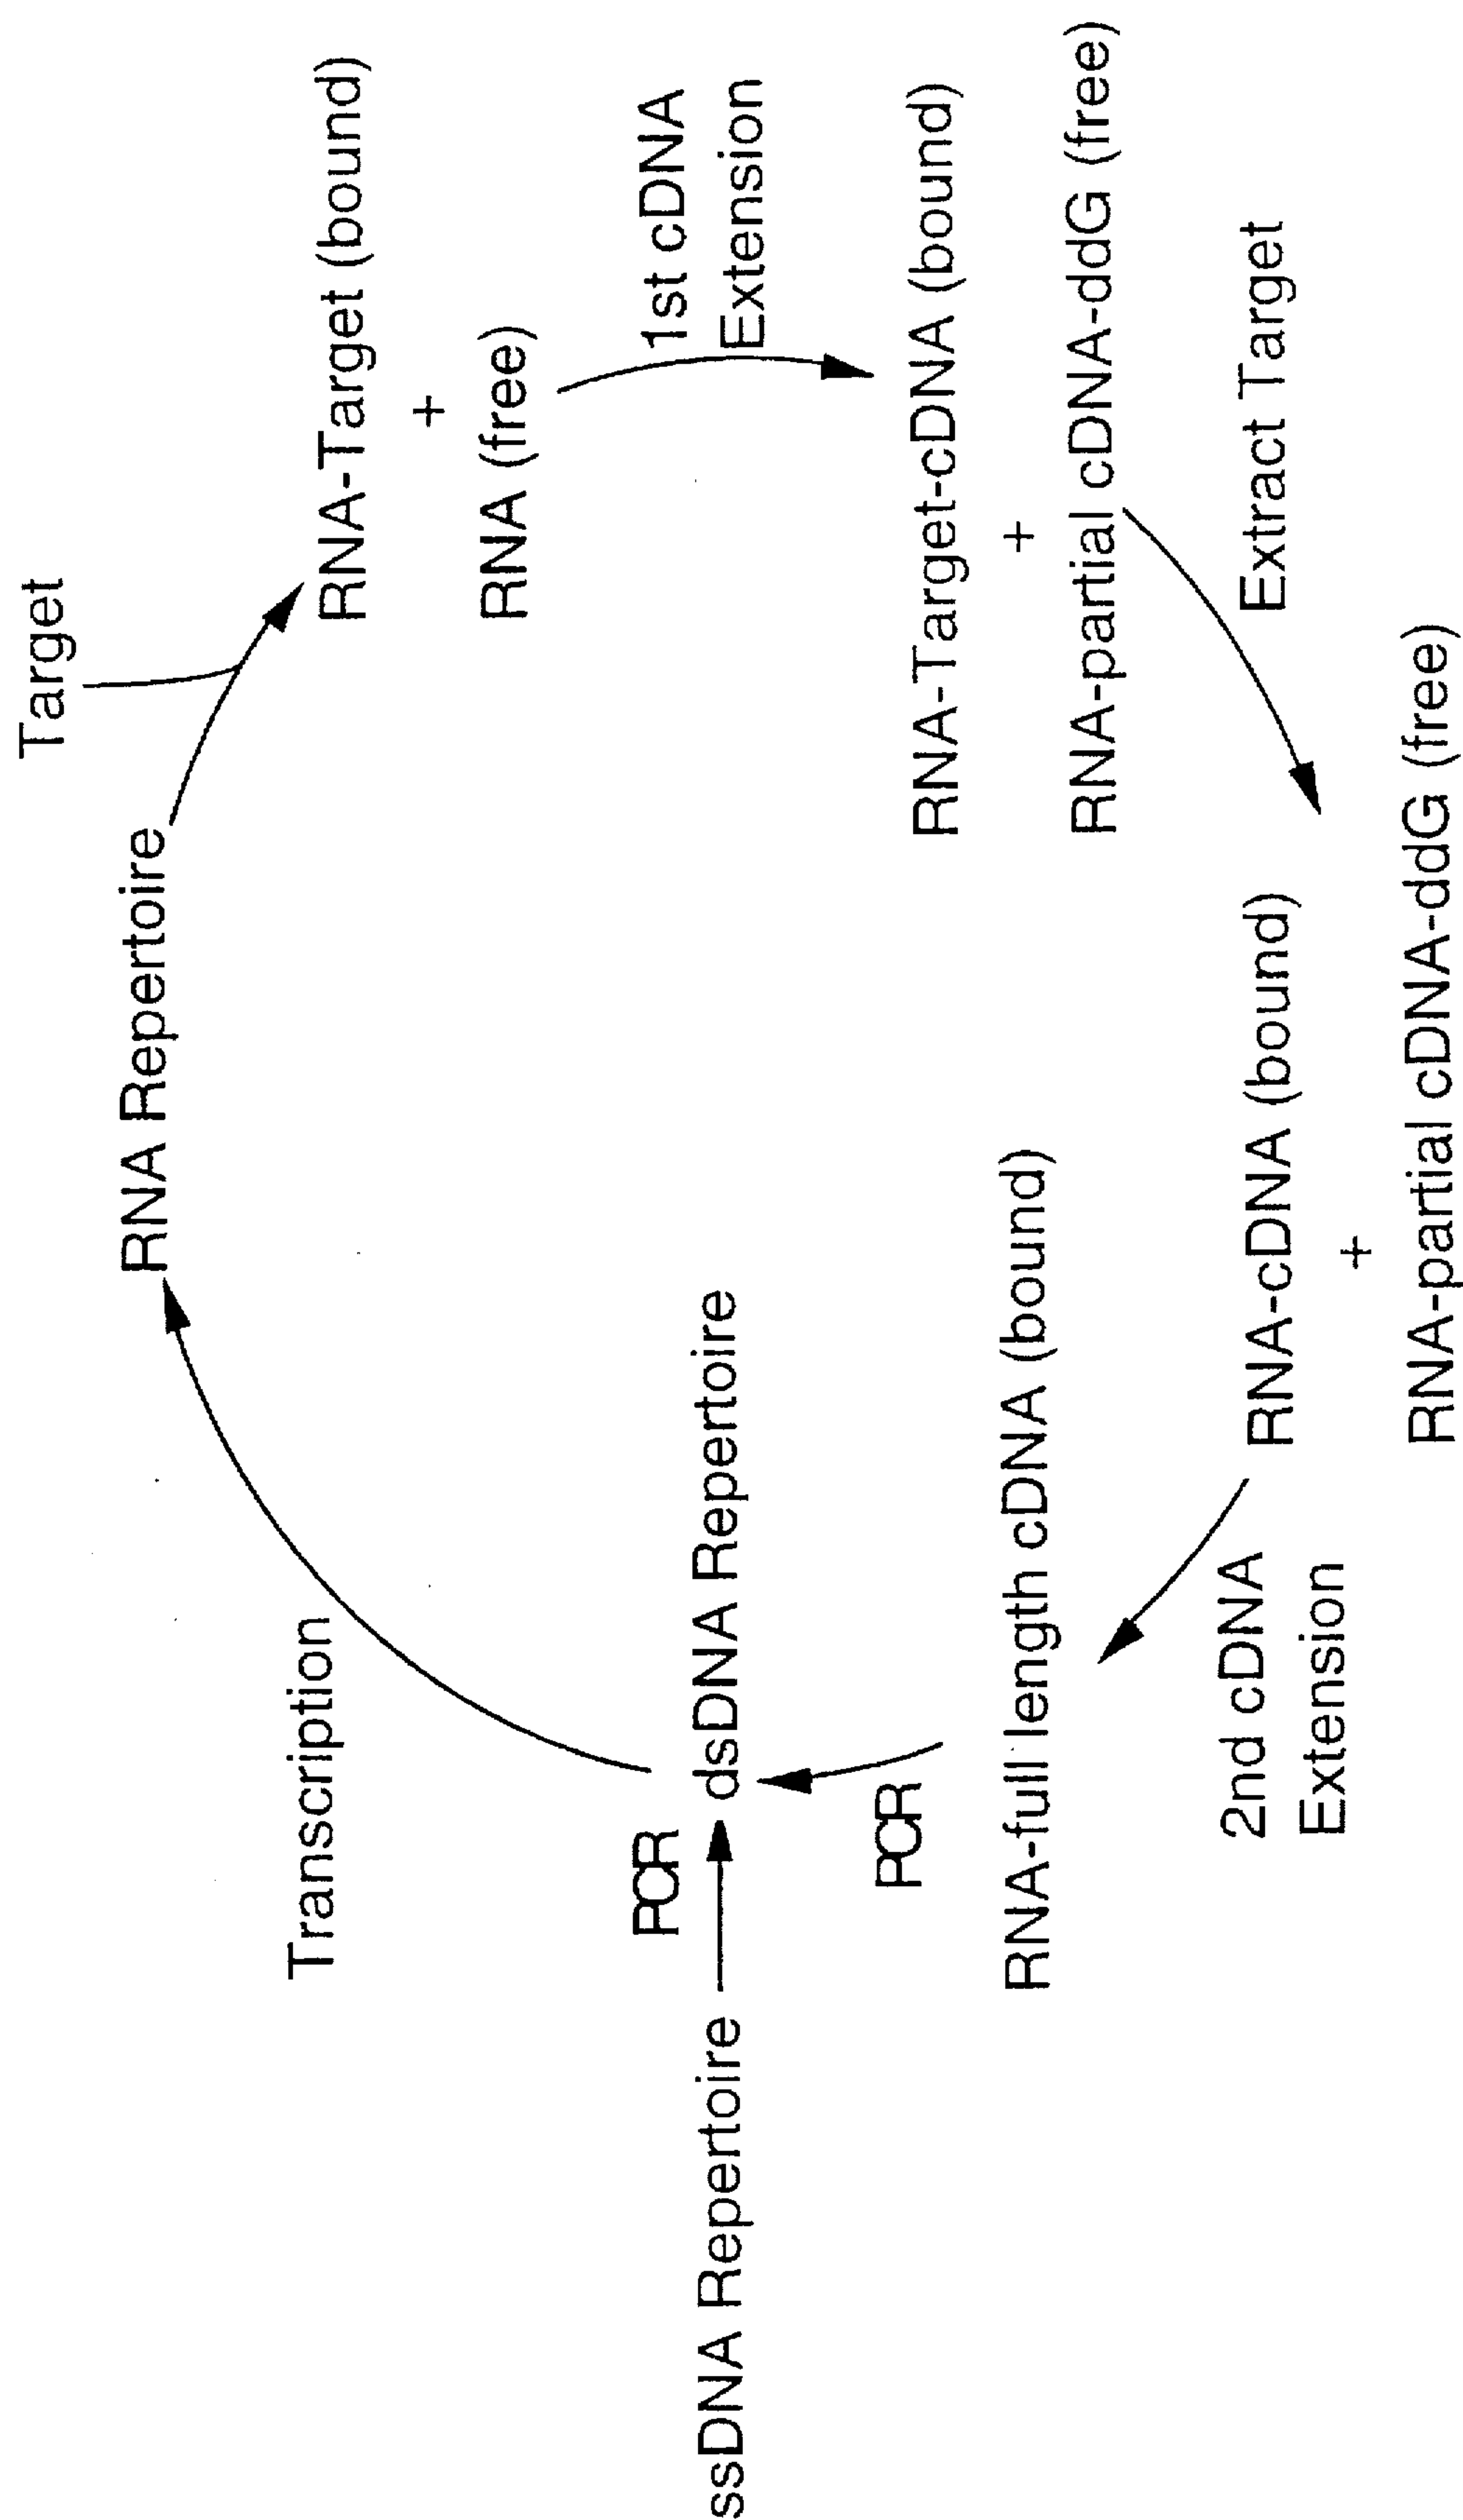 Target
RNA Repertoire
Transcription
RNA-Target (bound)
+
RNA (free)
1st cDNA
Extension
ssDNA Repertoire
PCR
dsDNA Repertoire
PCR
RNA-Target-cDNA (bound)
+
RNA-partial cDNA-ddG (free)
RNA-full length cDNA (bound)
Extract Target
2nd cDNA
Extension
RNA-cDNA (bound)
+
RNA-partial cDNA-ddG (free)